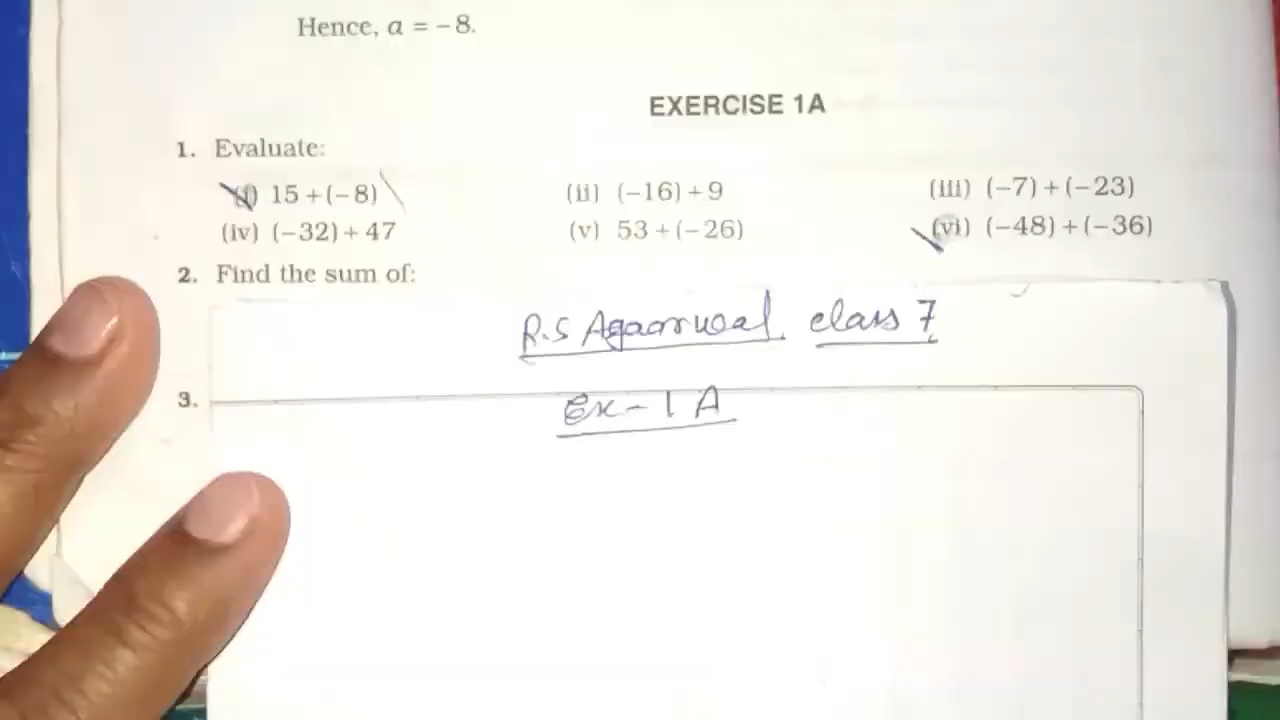 Hence, a = −8.
EXERCISE 1A
1. Evaluate:
(i) 15 + (−8) (ii) (−16) + 9 (iii) (−7) + (−23)
(iv) (−32) + 47 (v) 53 + (−26) (vi) (−48) + (−36)
2. Find the sum of:
R.S Agaorwal class 7
3.
Ex-1A